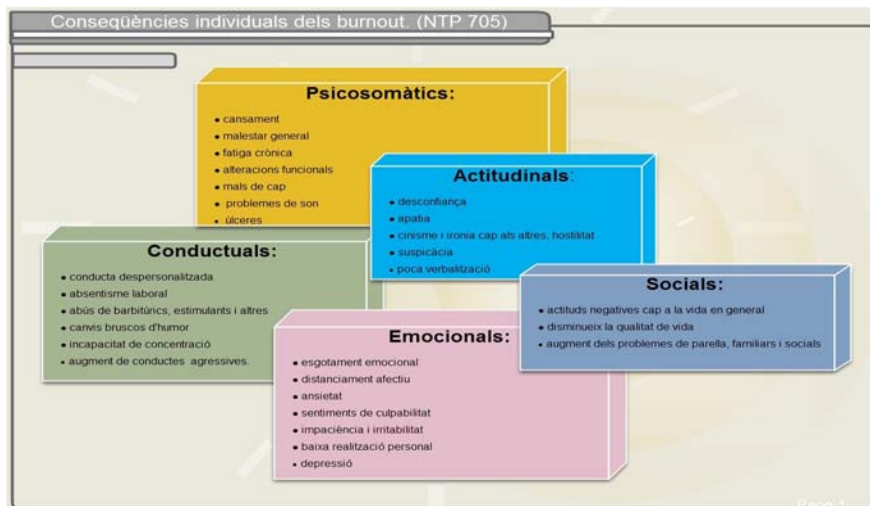 Conseqüències individuals dels burnout. (NTP 705)
Psicosomàtics:
• cansament
• malestar general
• fatiga crònica
• alteracions funcionals
• mals de cap
• problemes de son
• úlceres
Actitudinals:
• desconfiança
• apatia
• cinisme i ironia cap als altres, hostilitat
• suspicàcia
• poca verbalització
Conductuals:
• conducta despersonalitzada
• absentisme laboral
• abús de barbitúrics, estimulants i altres
• canvis bruscos d'humor
• incapacitat de concentració
• augment de conductes agressives.
Socials:
• actituds negatives cap a la vida en general
• disminueix la qualitat de vida
• augment dels problemes de parella, familiars i socials
Emocionals:
• esgotament emocional
• distanciament afectiu
• ansietat
• sentiments de culpabilitat
• impaciència i irritabilitat
• baixa realització personal
• depressió
Page 1